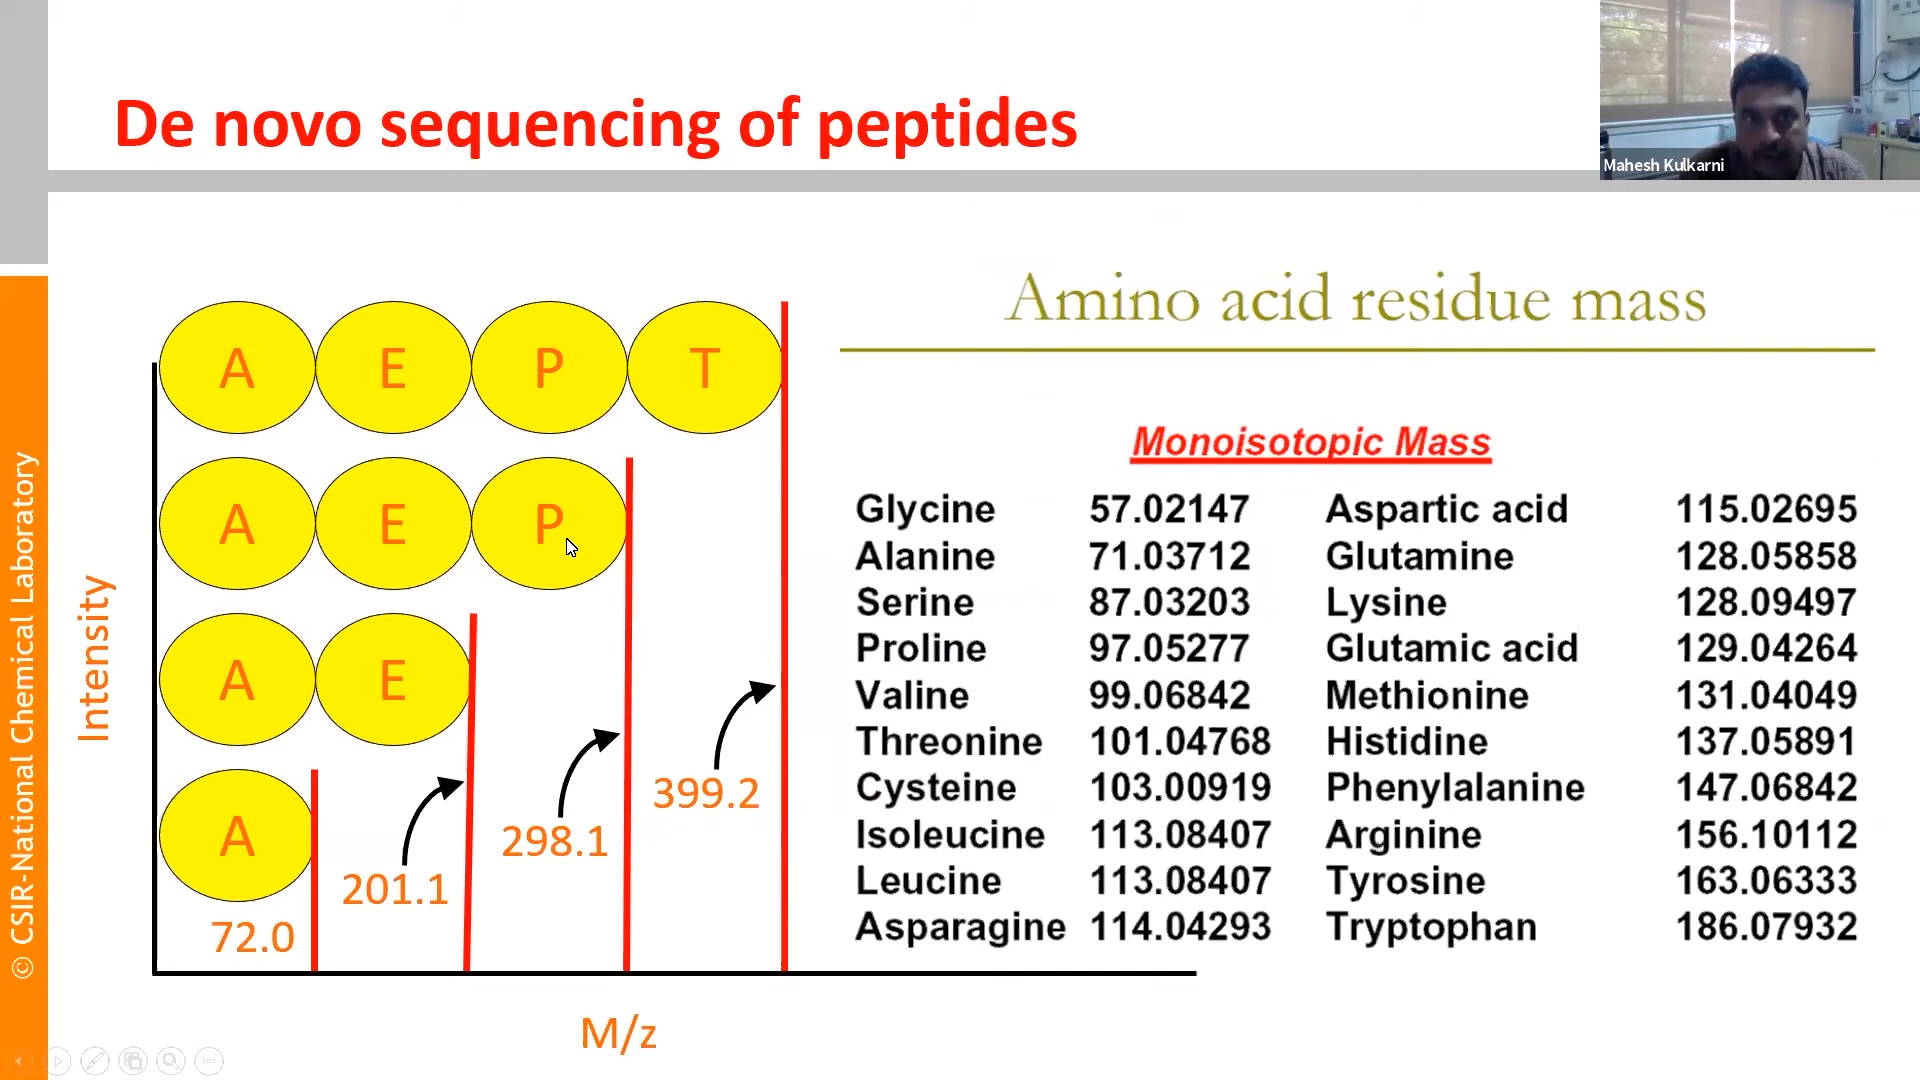 De novo sequencing of peptides
Mahesh Kulkarni
© CSIR-National Chemical Laboratory
Intensity
A E P T
A E P
A E
A
72.0
201.1
298.1
399.2
M/z
Amino acid residue mass
Monoisotopic Mass
Glycine 57.02147 Aspartic acid 115.02695
Alanine 71.03712 Glutamine 128.05858
Serine 87.03203 Lysine 128.09497
Proline 97.05277 Glutamic acid 129.04264
Valine 99.06842 Methionine 131.04049
Threonine 101.04768 Histidine 137.05891
Cysteine 103.00919 Phenylalanine 147.06842
Isoleucine 113.08407 Arginine 156.10112
Leucine 113.08407 Tyrosine 163.06333
Asparagine 114.04293 Tryptophan 186.07932